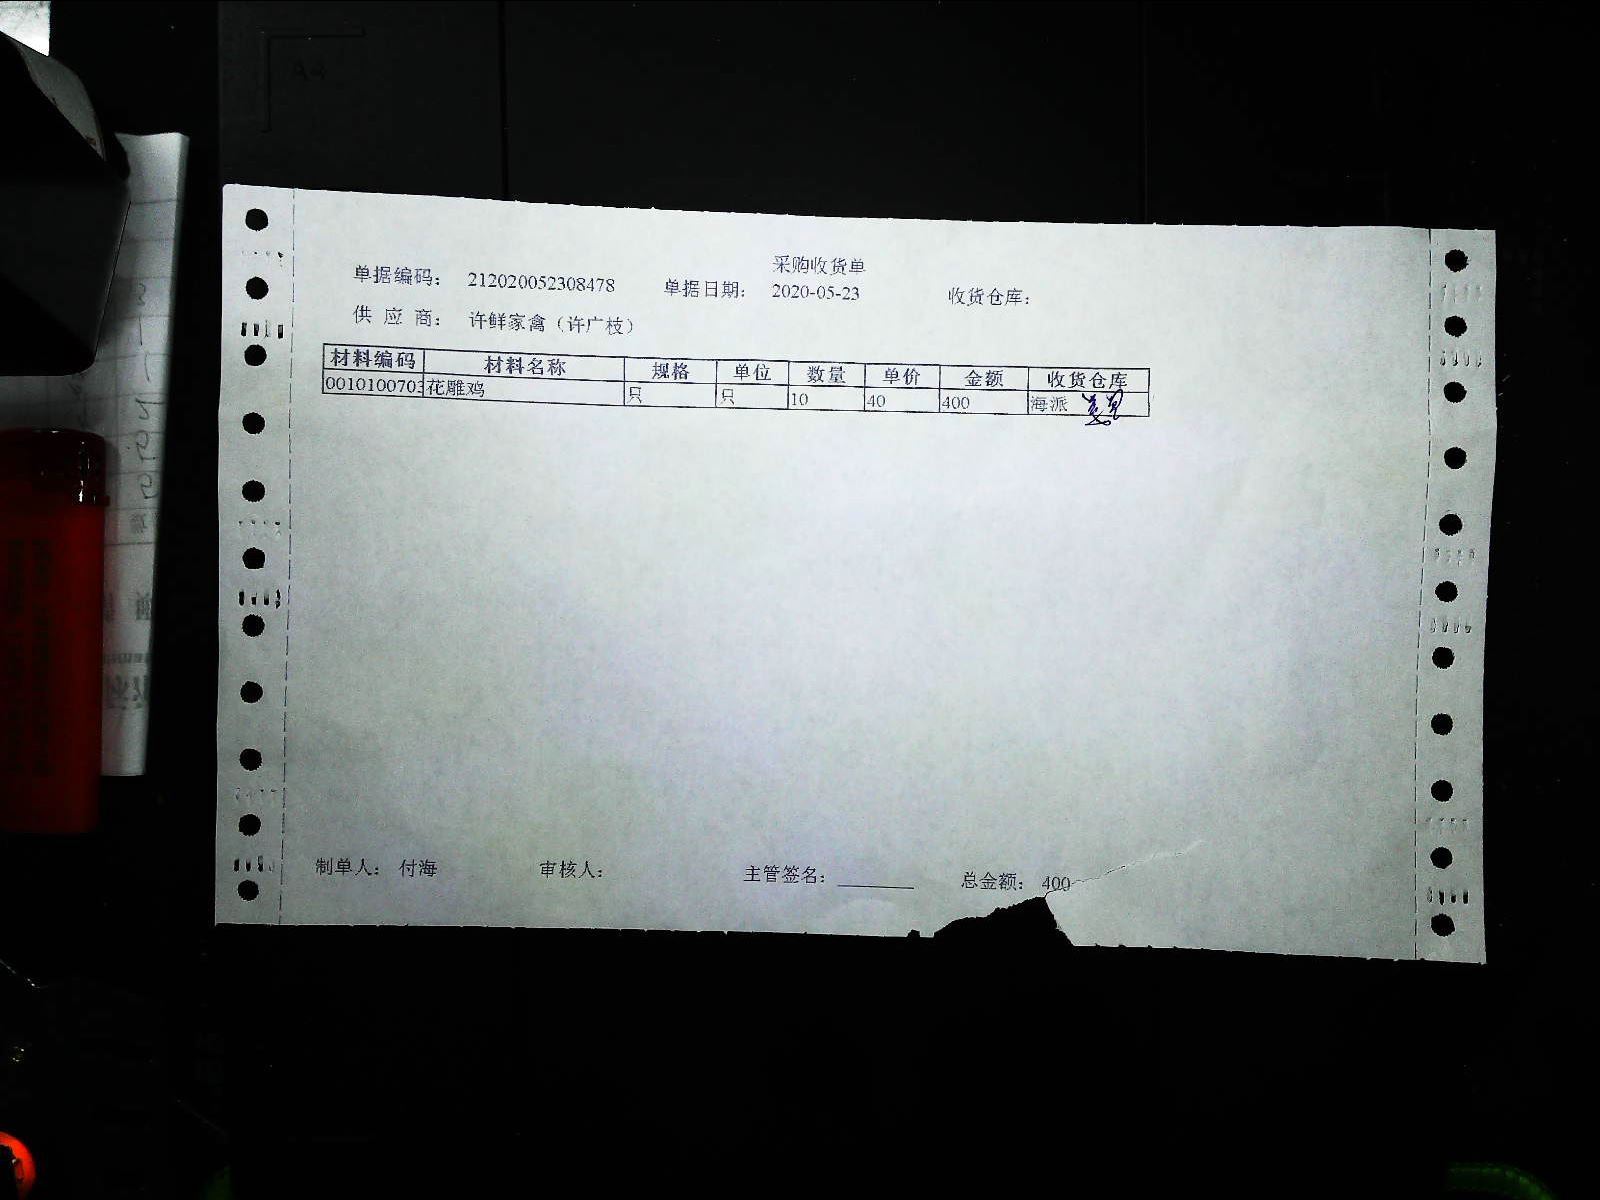 采购收货单
单据编码： 212020052308478 单据日期： 2020-05-23 收货仓库：
供 应 商： 许鲜家禽（许广枝）
材料编码 材料名称 规格 单位 数量 单价 金额 收货仓库
0010100703 花雕鸡 只 只 10 40 400 海派
制单人： 付海 审核人： 主管签名： 总金额： 400